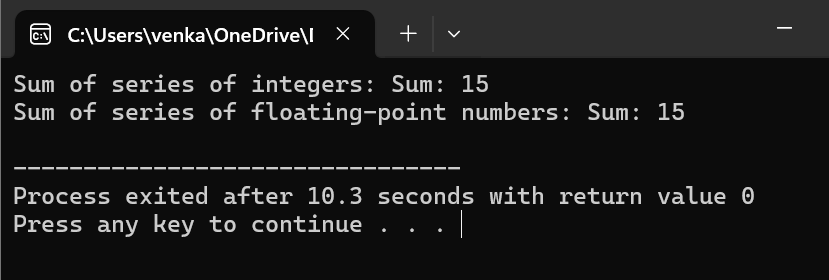 C:\Users\venka\OneDrive\
Sum of series of integers: Sum: 15
Sum of series of floating-point numbers: Sum: 15
---------------------------------
Process exited after 10.3 seconds with return value 0
Press any key to continue . . .